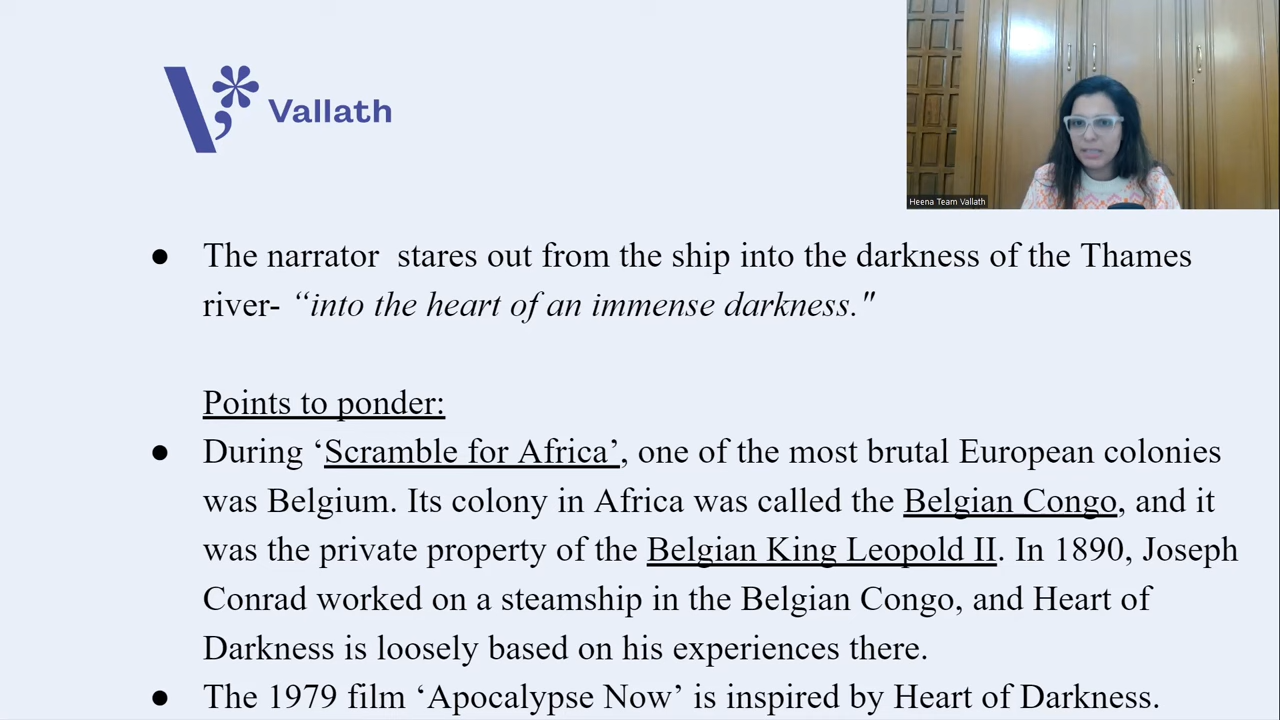 Vallath
Heena Team Vallath
● The narrator  stares out from the ship into the darkness of the Thames
river- “into the heart of an immense darkness."
Points to ponder:
● During ‘Scramble for Africa’, one of the most brutal European colonies
was Belgium. Its colony in Africa was called the Belgian Congo, and it
was the private property of the Belgian King Leopold II. In 1890, Joseph
Conrad worked on a steamship in the Belgian Congo, and Heart of
Darkness is loosely based on his experiences there.
● The 1979 film ‘Apocalypse Now’ is inspired by Heart of Darkness.